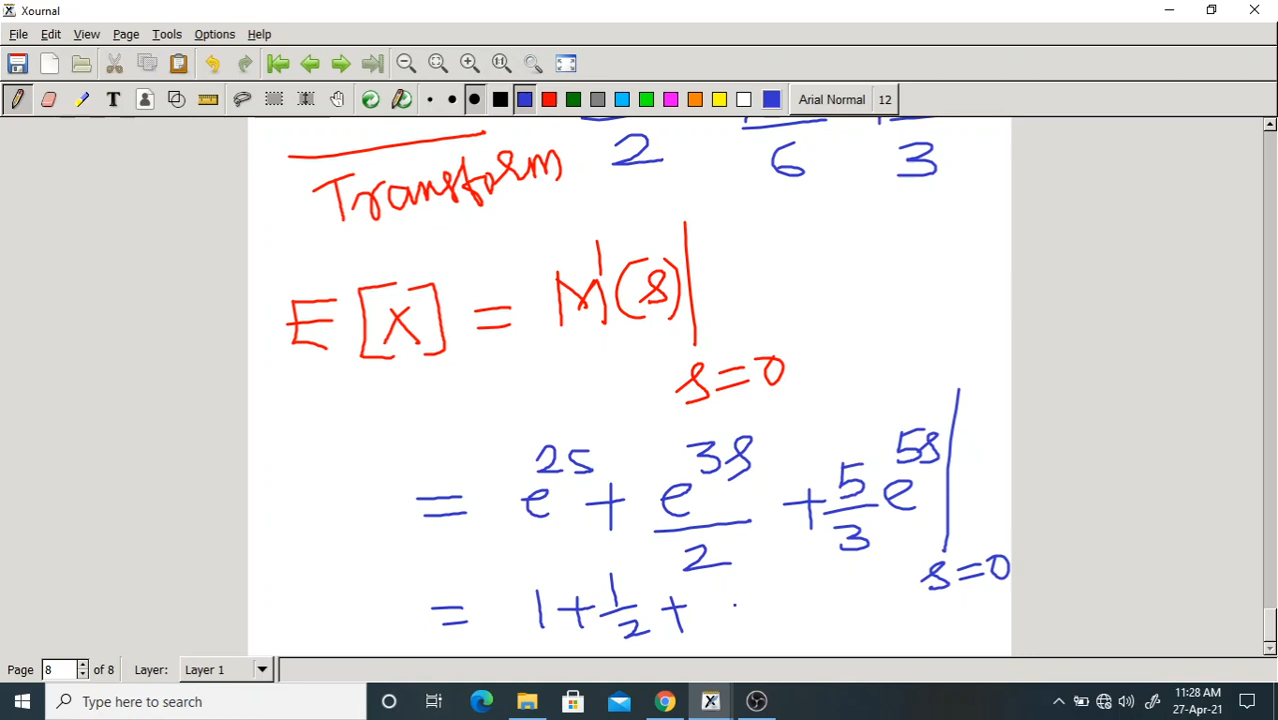 Xournal
File Edit View Page Tools Options Help
T Arial Normal 12
2 6 3
Transform
E[X] = M'(s)|
s=0
= e^{2s} + e^{3s}/2 + 5/3 e^{5s}|
s=0
= 1 + 1/2 +
Page 8 of 8 Layer: Layer 1
Type here to search
11:28 AM
27-Apr-21